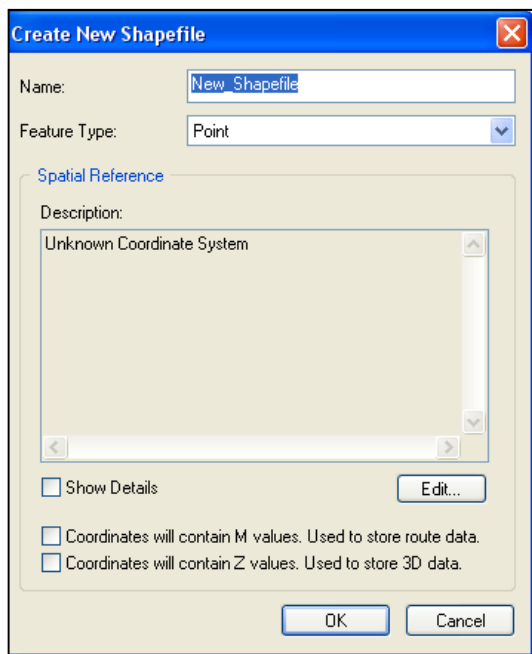 Create New Shapefile
Name: New_Shapefile
Feature Type: Point
Spatial Reference
Description:
Unknown Coordinate System
Show Details Edit...
Coordinates will contain M values. Used to store route data.
Coordinates will contain Z values. Used to store 3D data.
OK Cancel